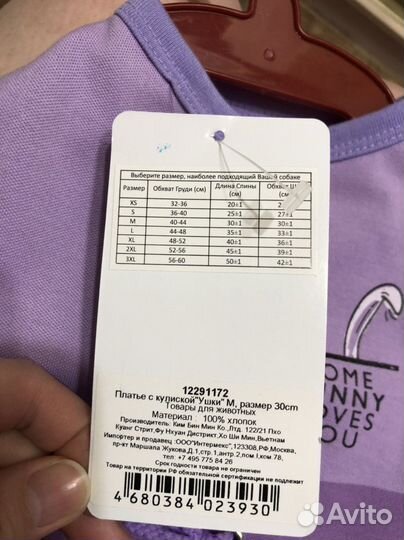 Выберите размер, наиболее подходящий Вашей собаке
Размер Обхват Груди (см) Длина Спины (см) Обхват (см)
XS 32-36 20±1 2
S 36-40 25±1 27±1
M 40-44 30±1 30±1
L 44-48 35±1 33±1
XL 48-52 40±1 36±1
2XL 52-56 45±1 39±1
3XL 56-60 50±1 42±1
12291172
Платье с кулиской"Ушки" М, размер 30cm
Товары для животных
Материал : 100% хлопок
Производитель: Ким Бин Мин Ко.,Лтд. 122/21 Пхо
Куанг Стрит,Фу Нхуан Дистрикт,Хо Ши Мин,Вьетнам
Импортер и продавец :ООО"Интермекс",123308,РФ,Москва,
пр-кт Маршала Жукова,Д.1,стр.1,антр.2,пом.I,ком.78,
тел.: +7 495 775 84 26
Срок годности товара не ограничен
Товар на территории РФ обязательной сертификации не подлежит
4 680384 023930
OME
NNY
OVES
OU
Avito